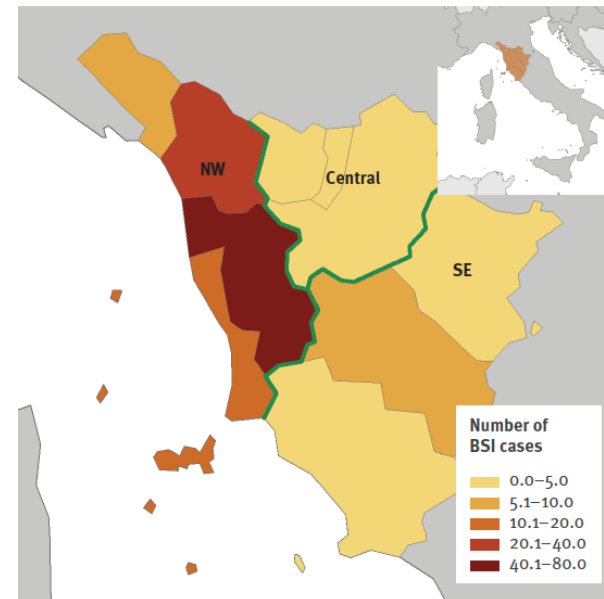 NW
Central
SE
Number of
BSI cases
0.0–5.0
5.1–10.0
10.1–20.0
20.1–40.0
40.1–80.0